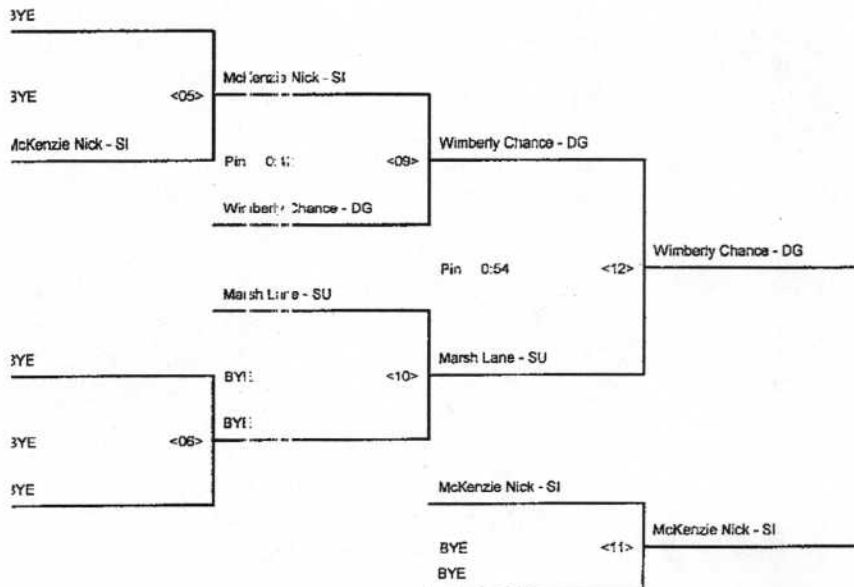 BYE
McKenzie Nick - SI
BYE <05>
McKenzie Nick - SI
Wimberly Chance - DG
Pin <09>
Wimberly Chance - DG
Wimberly Chance - DG
Pin 0:54 <12>
Marsh Lane - SU
BYE
Marsh Lane - SU
BYE <10>
BYE
BYE <06>
BYE
McKenzie Nick - SI
McKenzie Nick - SI
BYE <11>
BYE